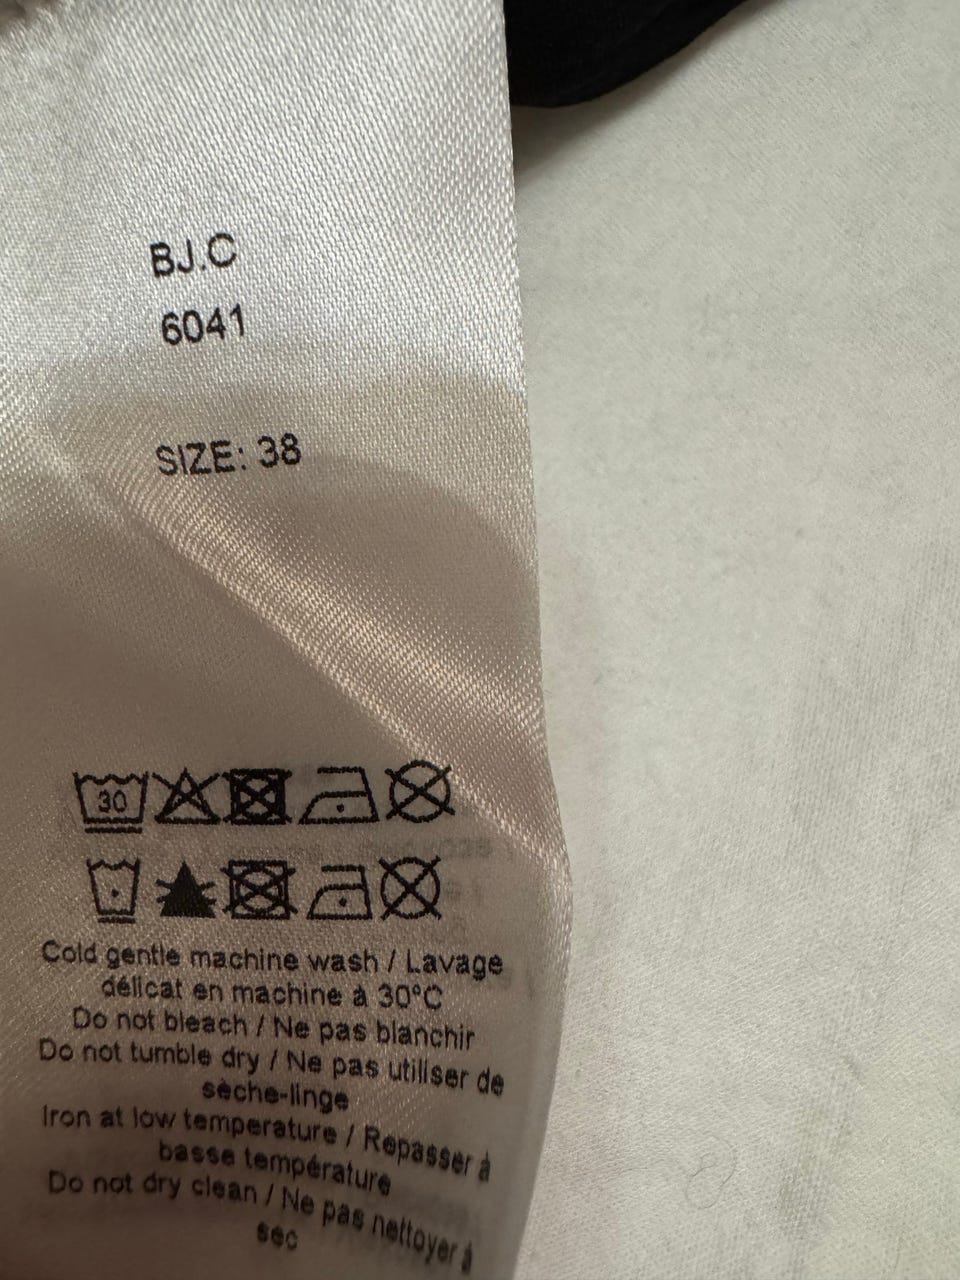 BJ.C
6041
SIZE: 38
30
Cold gentle machine wash / Lavage
délicat en machine à 30°C
Do not bleach / Ne pas blanchir
Do not tumble dry / Ne pas utiliser de
sèche-linge
Iron at low temperature / Repasser à
basse température
Do not dry clean / Ne pas nettoyer à
sec